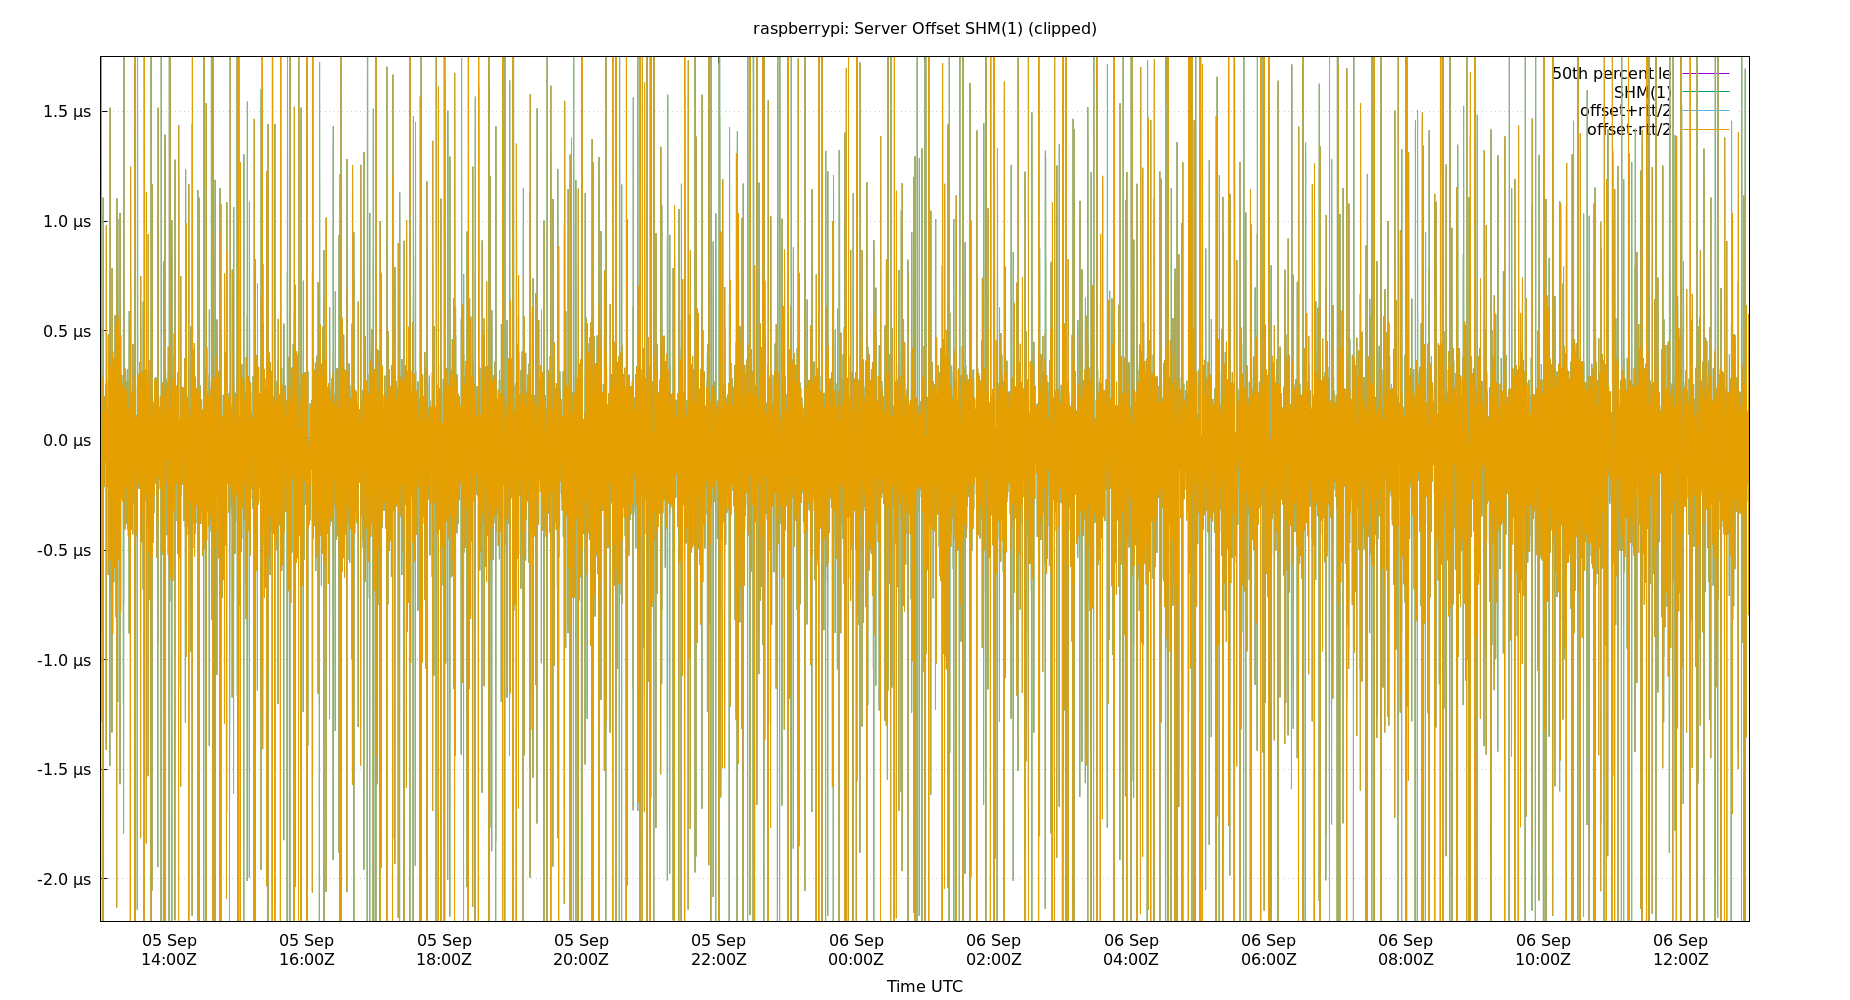 raspberrypi: Server Offset SHM(1) (clipped)
50th percentile
SHM(1)
offset+rtt/2
offset-rtt/2
1.5 µs
1.0 µs
0.5 µs
0.0 µs
-0.5 µs
-1.0 µs
-1.5 µs
-2.0 µs
05 Sep 05 Sep 05 Sep 05 Sep 05 Sep 06 Sep 06 Sep 06 Sep 06 Sep 06 Sep 06 Sep 06 Sep
14:00Z 16:00Z 18:00Z 20:00Z 22:00Z 00:00Z 02:00Z 04:00Z 06:00Z 08:00Z 10:00Z 12:00Z
Time UTC